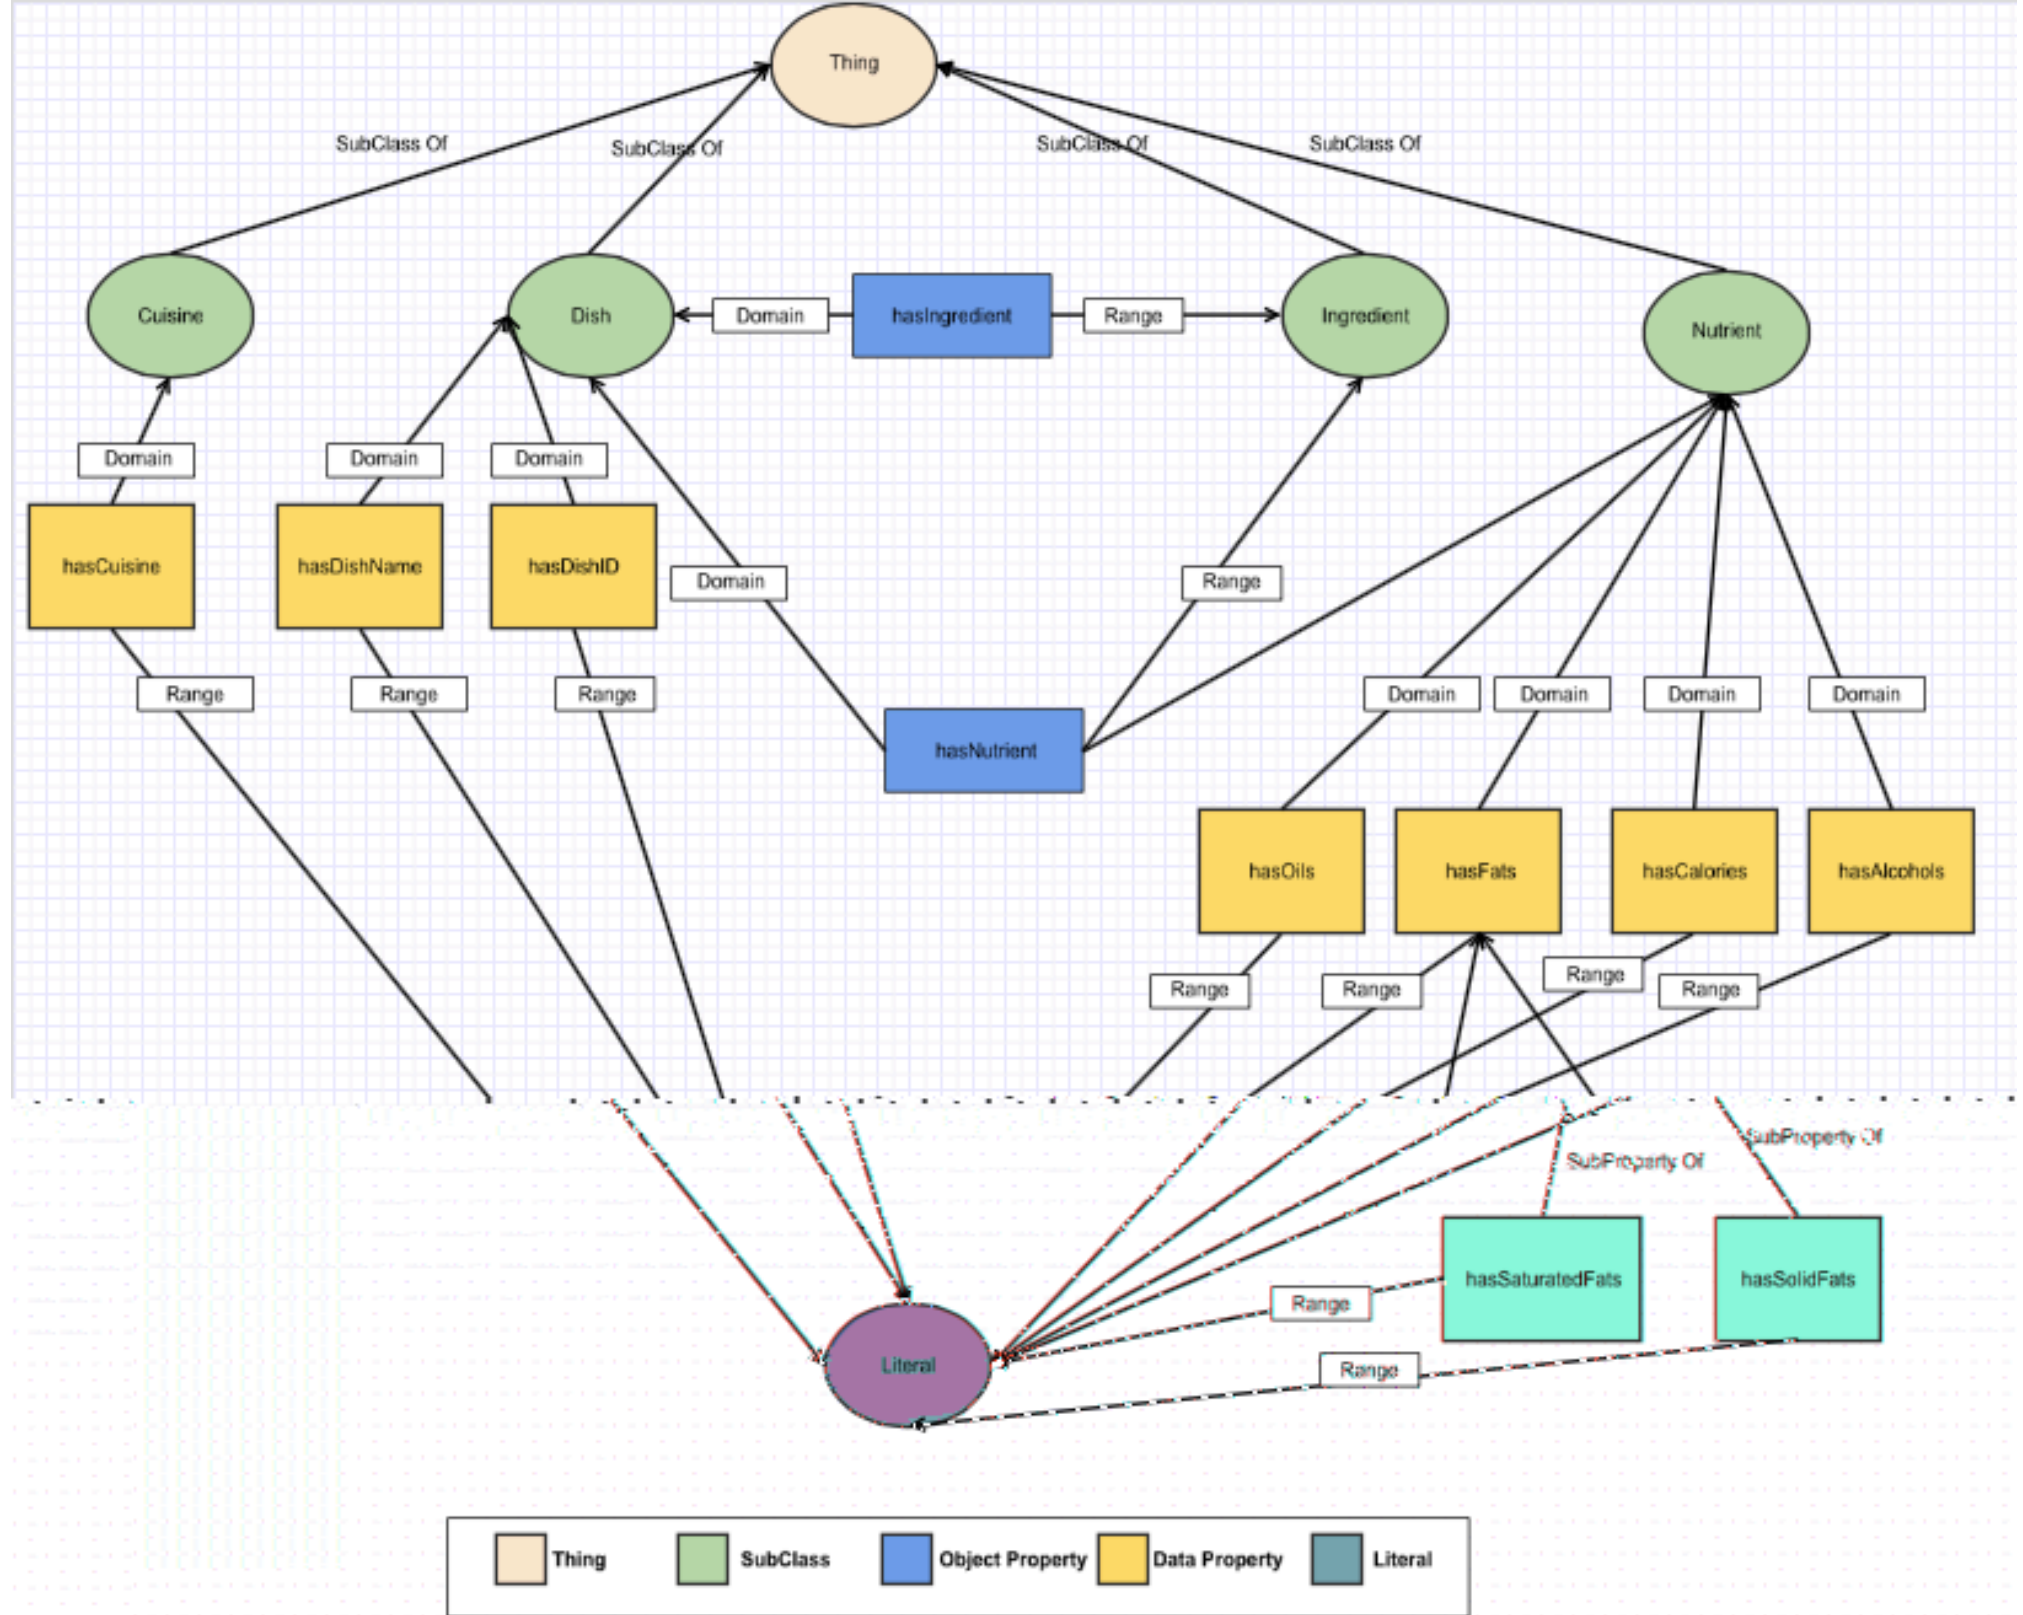 Thing
SubClass Of
SubClass Of
SubClass Of
SubClass Of
Cuisine
Dish
Domain
hasIngredient
Range
Ingredient
Nutrient
Domain
Domain
Domain
hasCuisine
hasDishName
hasDishID
Domain
Range
Range
Range
Range
Domain
Domain
Domain
Domain
hasNutrient
hasOils
hasFats
hasCalories
hasAlcohols
Range
Range
Range
Range
SubProperty Of
SubProperty Of
hasSaturatedFats
hasSolidFats
Range
Literal
Range
Thing
SubClass
Object Property
Data Property
Literal